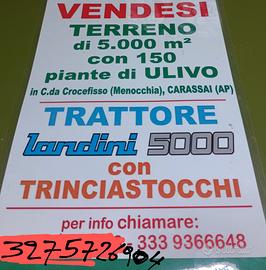 VENDESI
TERRENO
di 5.000 m²
con 150
piante di ULIVO
in C.da Crocefisso (Menocchia), CARASSAI (AP)
TRATTORE
Landini 5000
con
TRINCIASTOCCHI
per info chiamare:
333 9366648
3275726904